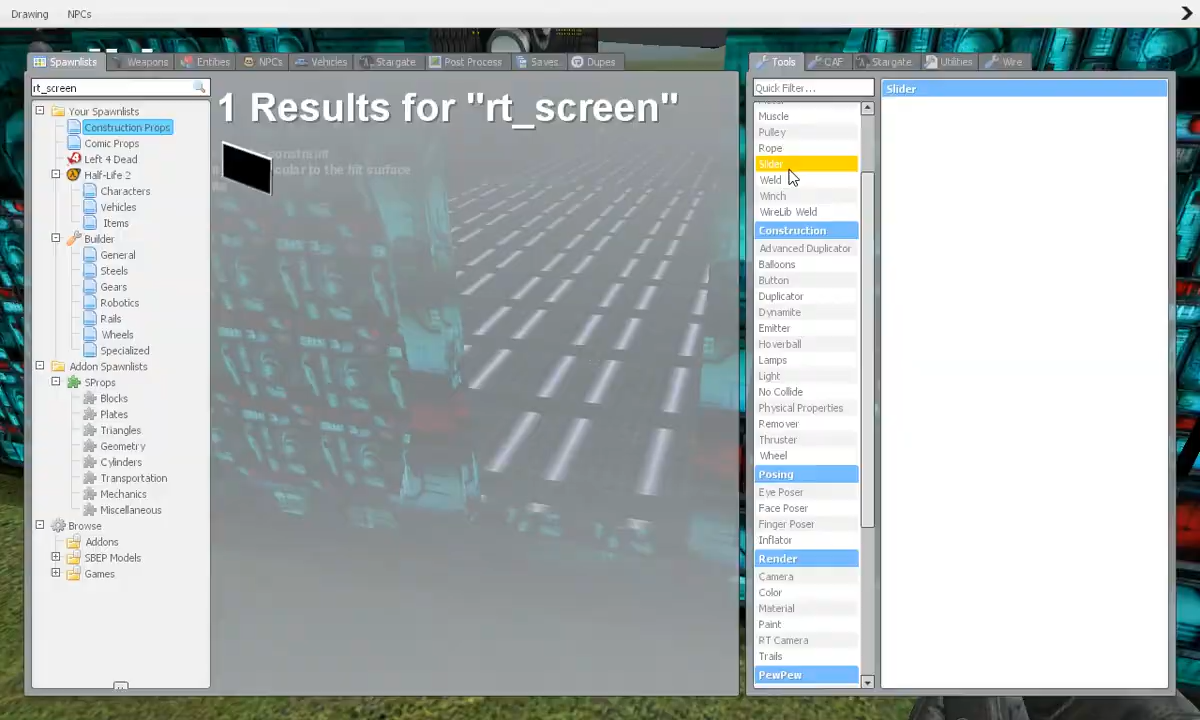 Drawing NPCs
Spawnlists Weapons Entities NPCs Vehicles Stargate Post Process Saves Dupes
rt_screen
Your Spawnlists
Construction Props
Comic Props
Left 4 Dead
Half-Life 2
Characters
Vehicles
Items
Builder
General
Steels
Gears
Robotics
Rails
Wheels
Specialized
Addon Spawnlists
SProps
Blocks
Plates
Triangles
Geometry
Cylinders
Transportation
Mechanics
Miscellaneous
Browse
Addons
SBEP Models
Games
1 Results for "rt_screen"
constraint
to the hit surface
Tools CAF Stargate Utilities Wire
Quick Filter...
Muscle
Pulley
Rope
Slider
Weld
Winch
WireLib Weld
Construction
Advanced Duplicator
Balloons
Button
Duplicator
Dynamite
Emitter
Hoverball
Lamps
Light
No Collide
Physical Properties
Remover
Thruster
Wheel
Posing
Eye Poser
Face Poser
Finger Poser
Inflator
Render
Camera
Color
Material
Paint
RT Camera
Trails
PewPew
Slider